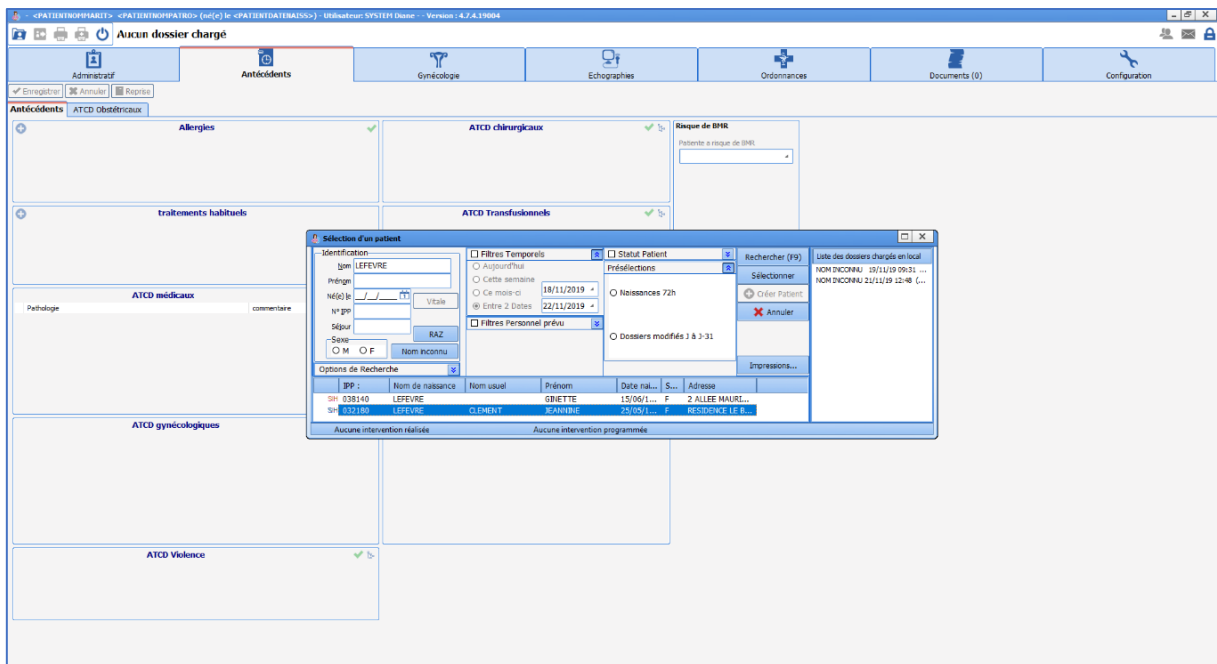 - <PATIENTNOMMARIT> <PATIENTNOMPATRO> (né(e) le <PATIENTDATENAISS>) - Utilisateur: SYSTEM Diane - - Version : 4.7.4.19004
Aucun dossier chargé
Administratif Antécédents Gynécologie Echographies Ordonnances Documents (0) Configuration
Enregistrer Annuler Reprise
Antécédents ATCD Obstétricaux
Allergies ATCD chirurgicaux Risque de BMR
Patiente a risque de BMR
traitements habituels ATCD Transfusionnels
ATCD médicaux
Pathologie commentaire
ATCD gynécologiques
ATCD Violence
Sélection d'un patient
Identification
Nom LEFEVRE
Prénom
Né(e) le __/__/____ Vitale
N° IPP
Séjour RAZ
Sexe
M F Nom inconnu
Options de Recherche
Filtres Temporels
Aujourd'hui
Cette semaine
Ce mois-ci 18/11/2019
Entre 2 Dates 22/11/2019
Filtres Personnel prévu
Statut Patient
Présélections
Naissances 72h
Dossiers modifiés J à J-31
Rechercher (F9)
Sélectionner
Créer Patient
Annuler
Impressions...
Liste des dossiers chargés en local
NOM INCONNU 19/11/19 09:31 ...
NOM INCONNU 21/11/19 12:48 (...
IPP : Nom de naissance Nom usuel Prénom Date nai... S... Adresse
SIH 038140 LEFEVRE GINETTE 15/06/1... F 2 ALLEE MAURI...
SIH 032180 LEFEVRE CLEMENT JEANNINE 25/05/1... F RESIDENCE LE B...
Aucune intervention réalisée Aucune intervention programmée